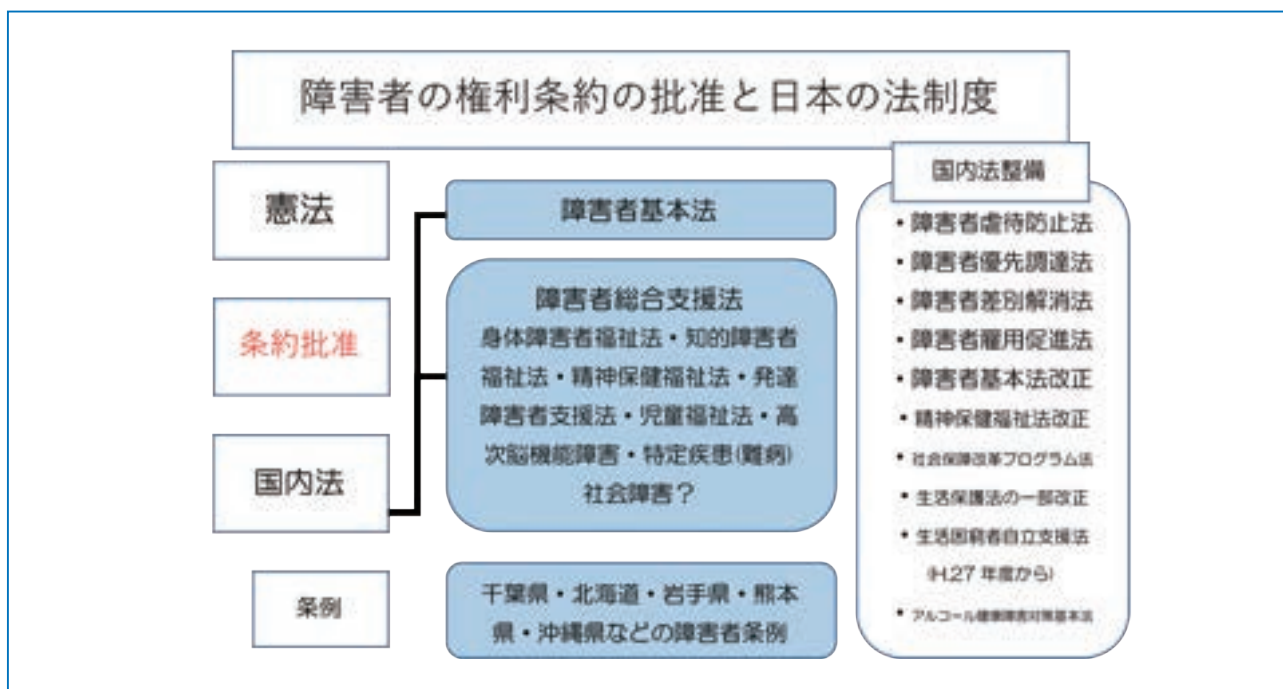 障害者の権利条約の批准と日本の法制度
憲法
条約批准
国内法
条例
障害者基本法
障害者総合支援法
身体障害者福祉法・知的障害者
福祉法・精神保健福祉法・発達
障害者支援法・児童福祉法・高
次脳機能障害・特定疾患(難病)
社会障害？
千葉県・北海道・岩手県・熊本
県・沖縄県などの障害者条例
国内法整備
・障害者虐待防止法
・障害者優先調達法
・障害者差別解消法
・障害者雇用促進法
・障害者基本法改正
・精神保健福祉法改正
・社会保障改革プログラム法
・生活保護法の一部改正
・生活困窮者自立支援法
(H.27 年度から)
・アルコール健康障害対策基本法